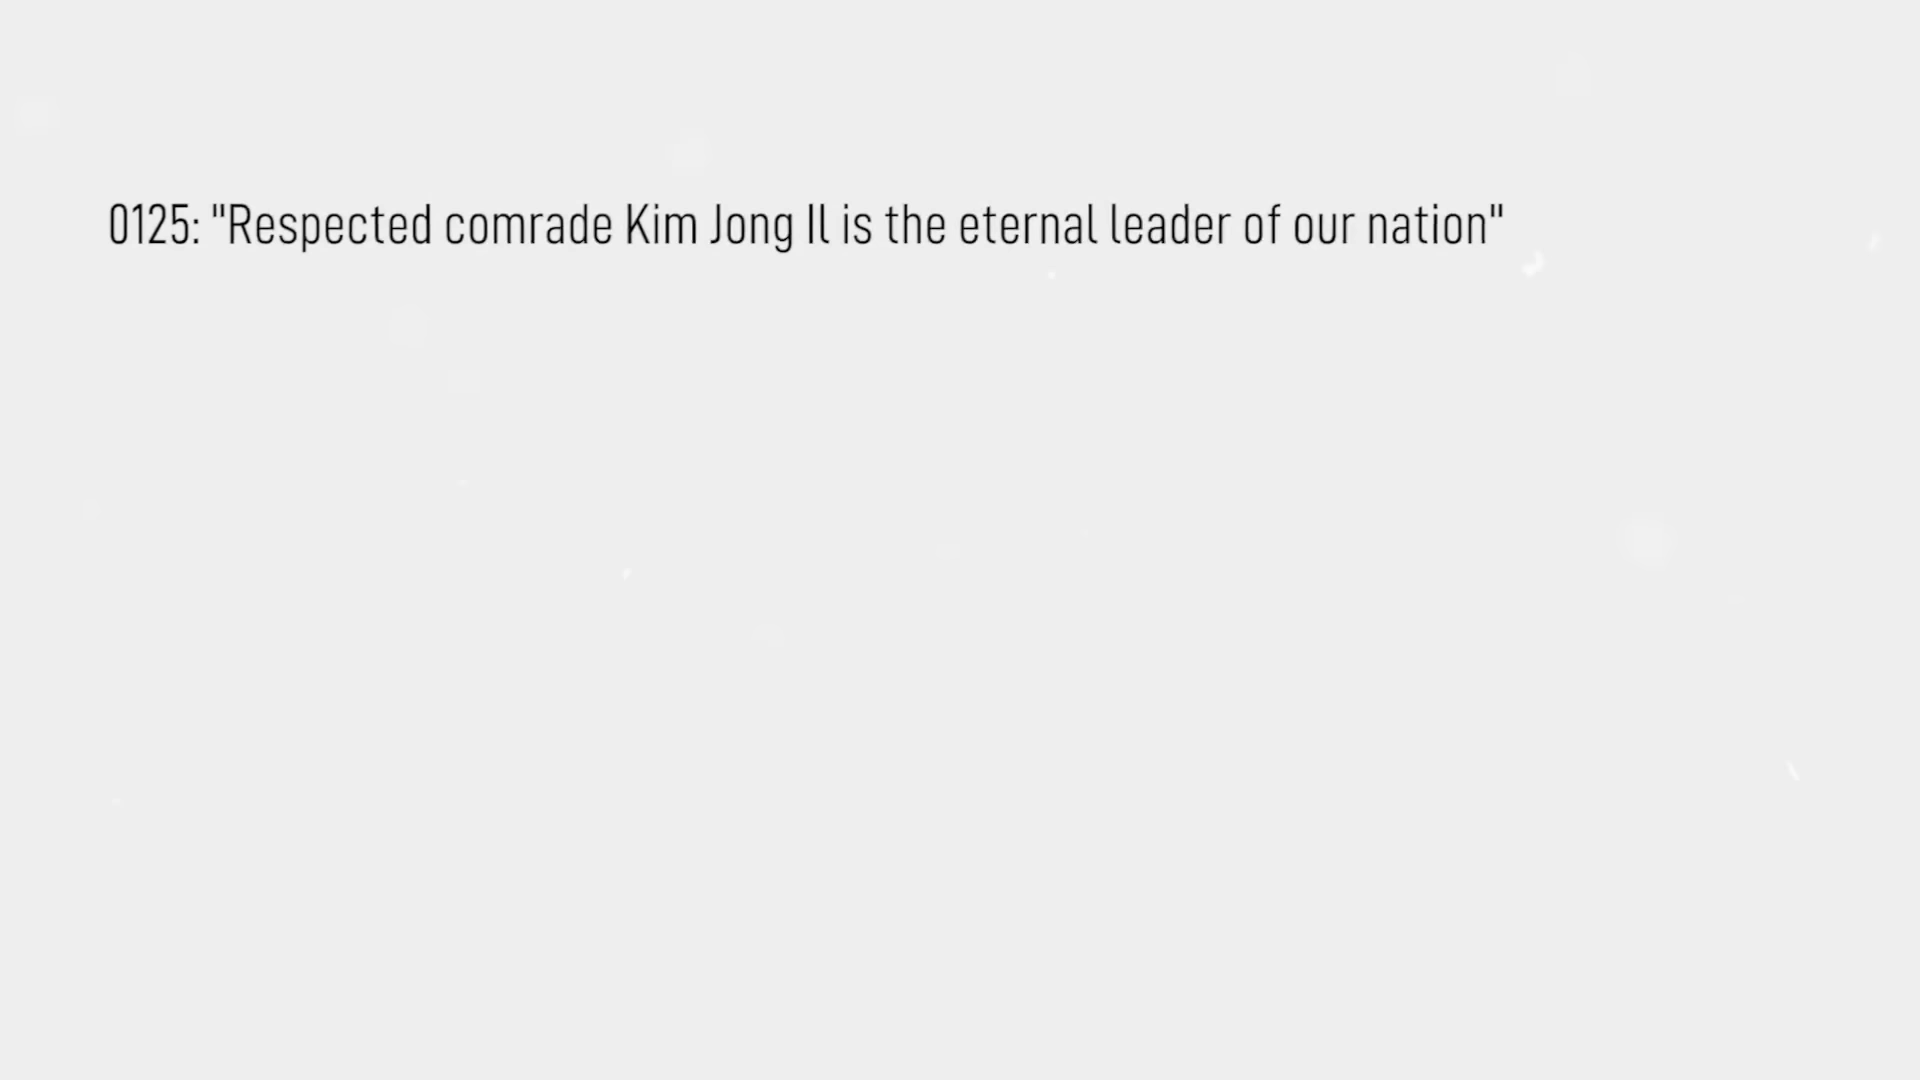 0125: "Respected comrade Kim Jong Il is the eternal leader of our nation"